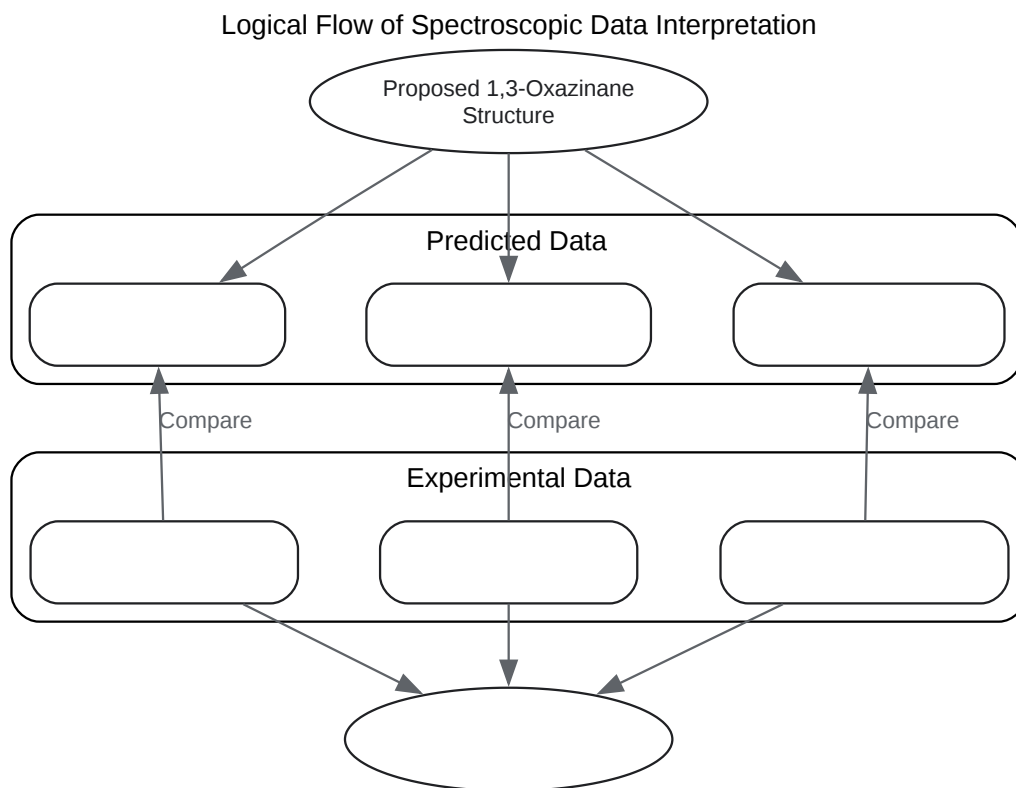 Logical Flow of Spectroscopic Data Interpretation
Proposed 1,3-Oxazinane
Structure
Predicted Data
Compare
Compare
Compare
Experimental Data